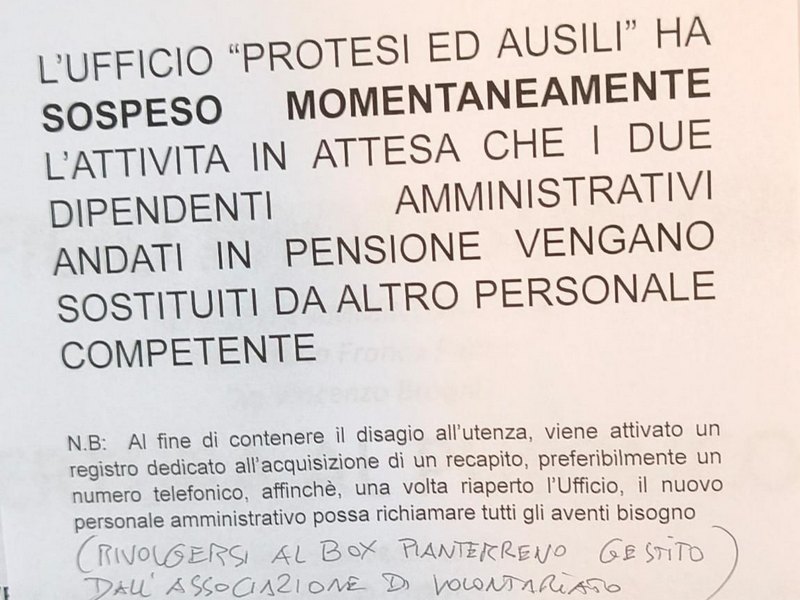 L'UFFICIO “PROTESI ED AUSILI” HA
SOSPESO MOMENTANEAMENTE
L'ATTIVITA IN ATTESA CHE I DUE
DIPENDENTI AMMINISTRATIVI
ANDATI IN PENSIONE VENGANO
SOSTITUITI DA ALTRO PERSONALE
COMPETENTE
N.B: Al fine di contenere il disagio all'utenza, viene attivato un
registro dedicato all'acquisizione di un recapito, preferibilmente un
numero telefonico, affinchè, una volta riaperto l'Ufficio, il nuovo
personale amministrativo possa richiamare tutti gli aventi bisogno
(RIVOLGERSI AL BOX PIANTERRENO GESTITO
DALL'ASSOCIAZIONE DI VOLONTARIATO